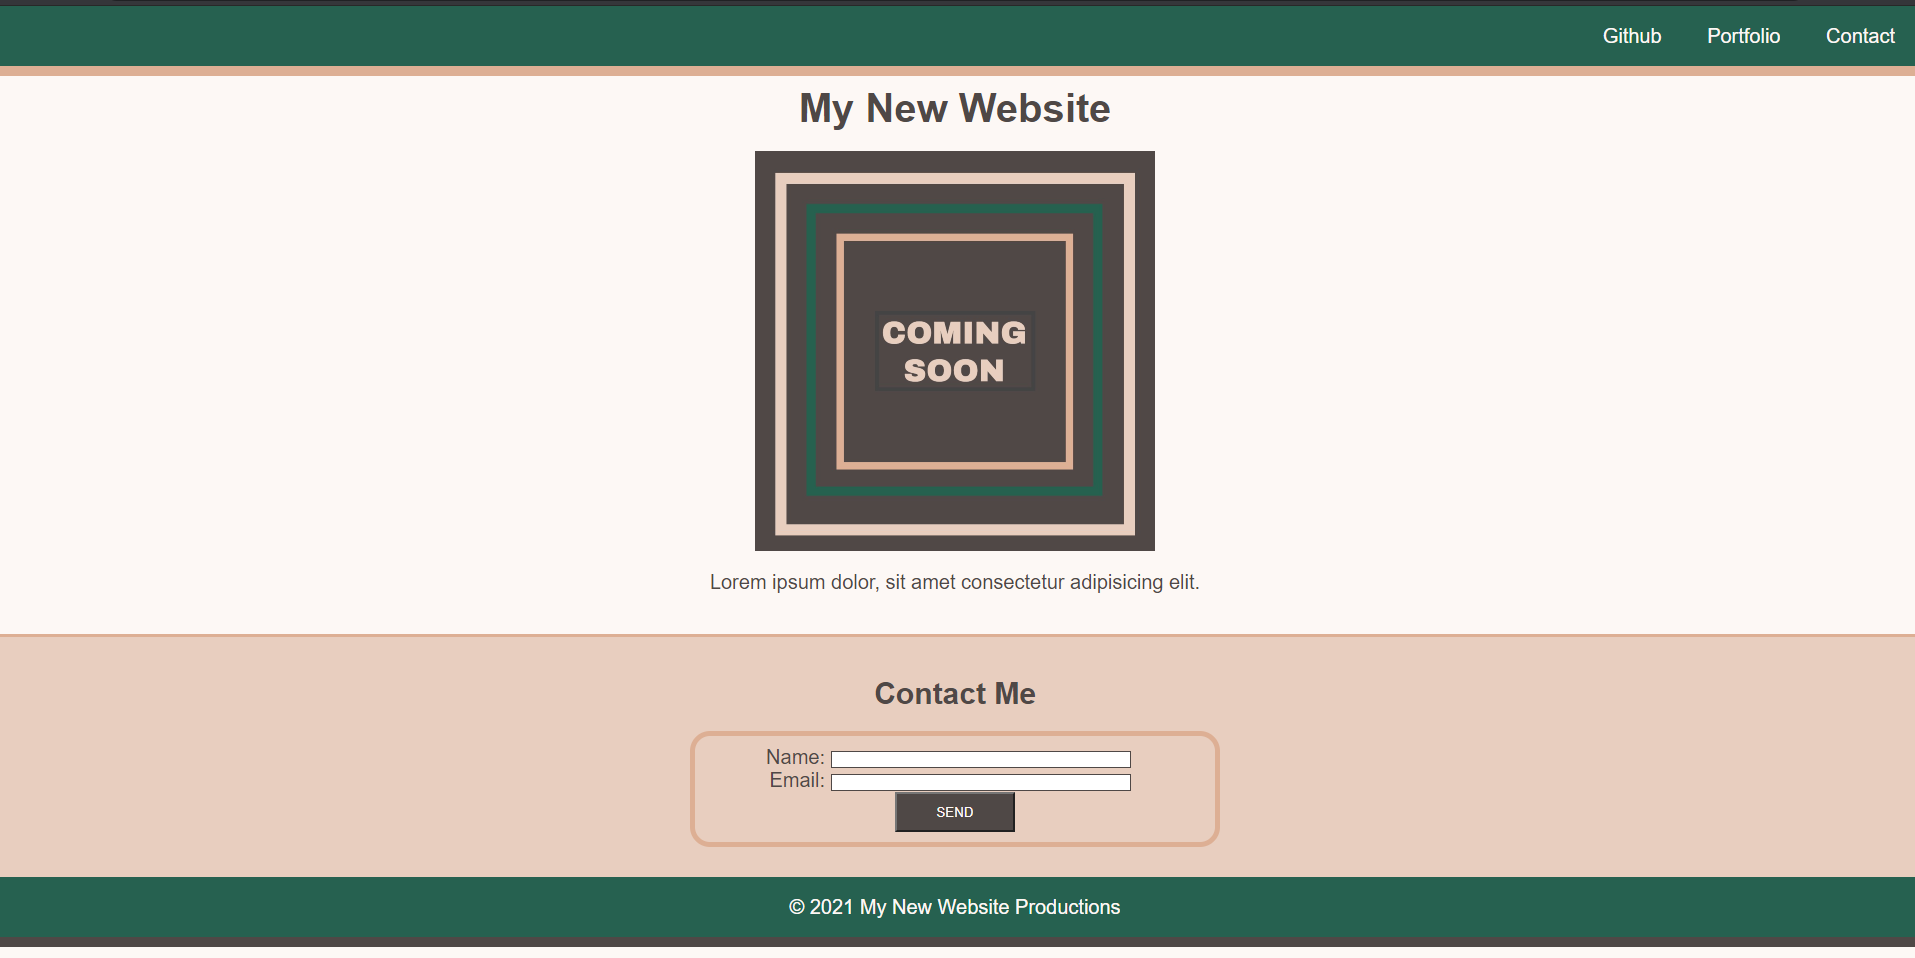 Github Portfolio Contact
My New Website
COMING
SOON
Lorem ipsum dolor, sit amet consectetur adipisicing elit.
Contact Me
Name:
Email:
SEND
© 2021 My New Website Productions